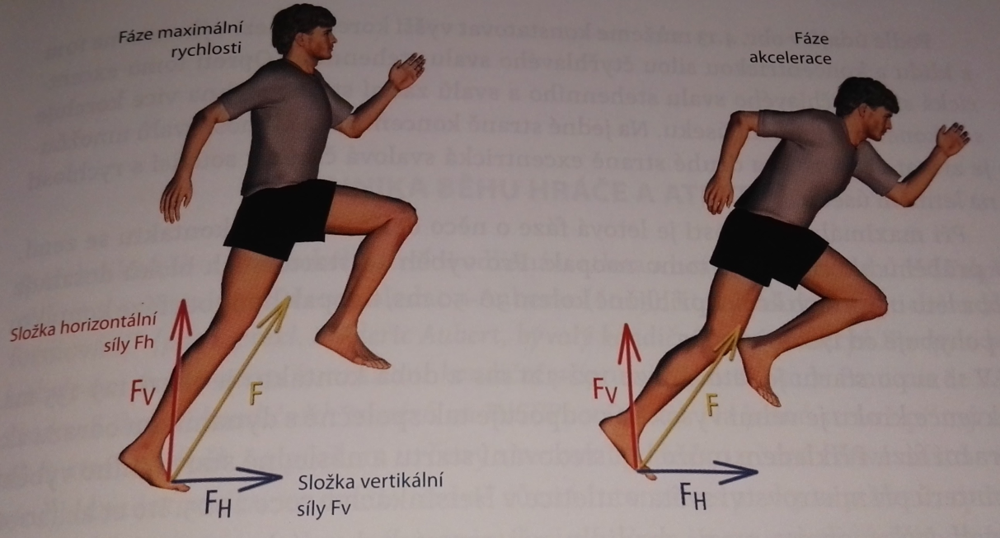 Fáze maximální
rychlosti
Složka horizontální
síly Fh
Fv
F
FH
Složka vertikální
síly Fv
Fáze
akcelerace
Fv
F
FH